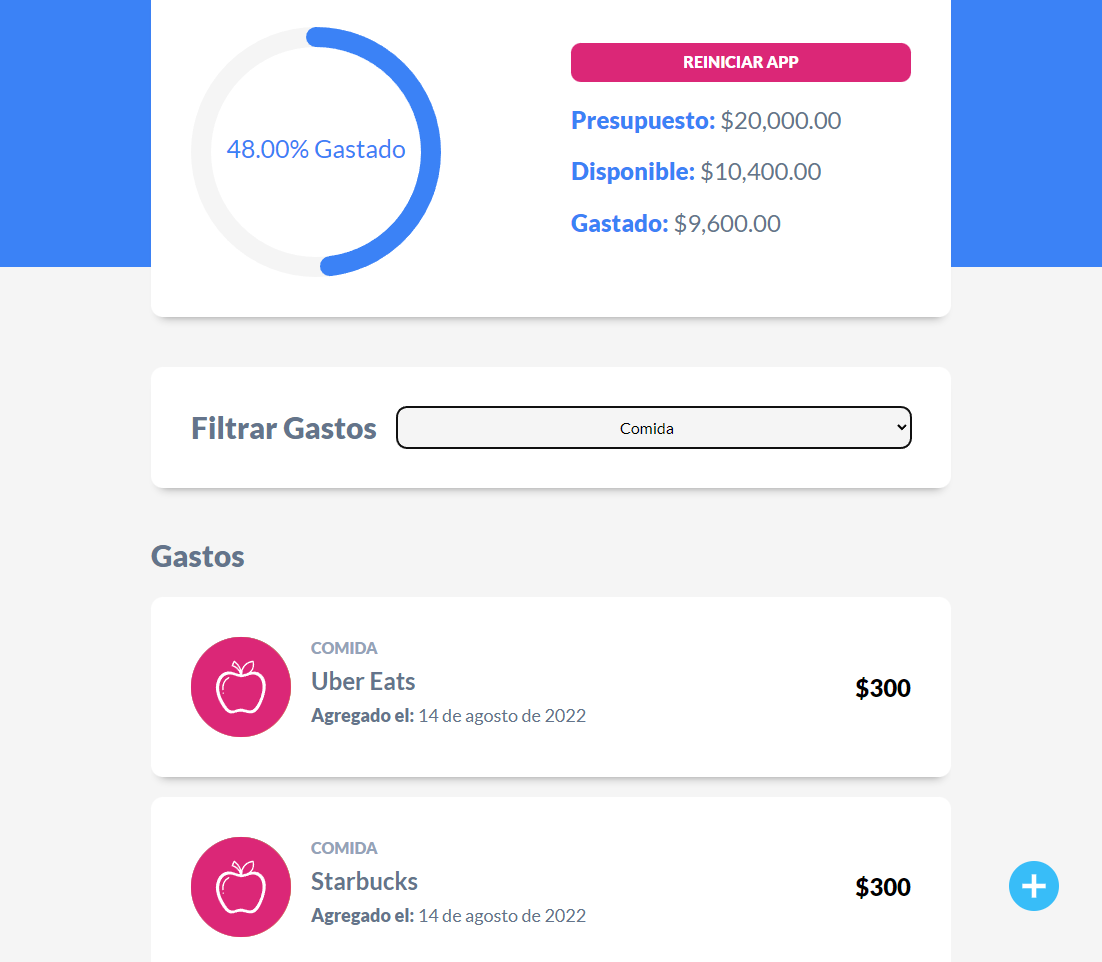 48.00% Gastado
REINICIAR APP
Presupuesto: $20,000.00
Disponible: $10,400.00
Gastado: $9,600.00
Filtrar Gastos
Comida
Gastos
COMIDA
Uber Eats
Agregado el: 14 de agosto de 2022
$300
COMIDA
Starbucks
Agregado el: 14 de agosto de 2022
$300